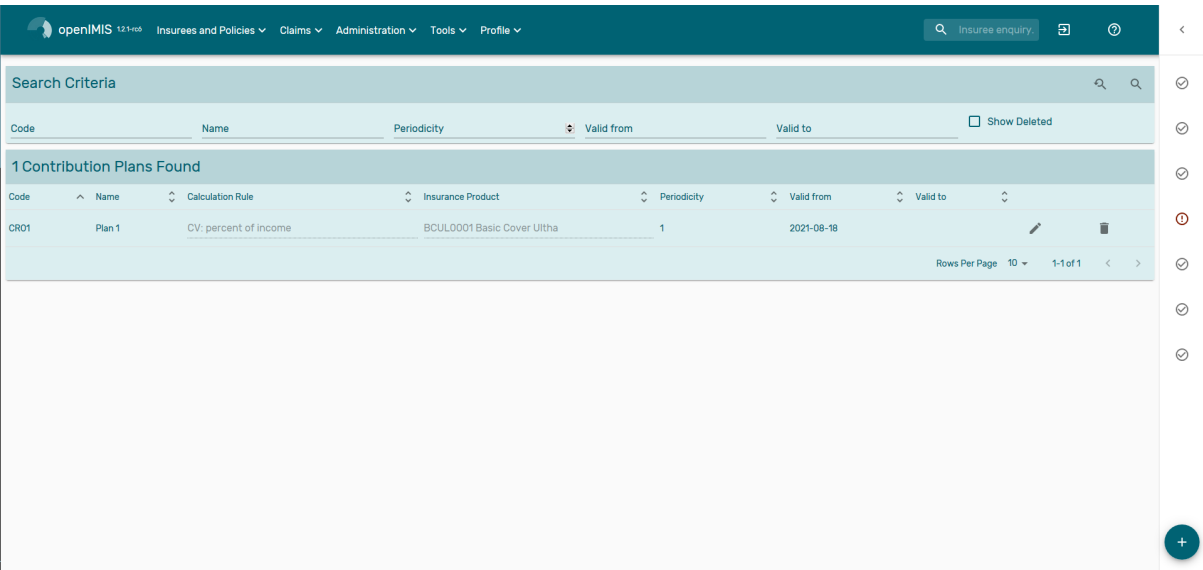 openIMIS 1.2.1-rc6 Insurees and Policies Claims Administration Tools Profile Insuree enquiry.
Search Criteria
Code Name Periodicity Valid from Valid to Show Deleted
1 Contribution Plans Found
Code Name Calculation Rule Insurance Product Periodicity Valid from Valid to
CR01 Plan 1 CV: percent of income BCUL0001 Basic Cover Ultha 1 2021-08-18
Rows Per Page 10 1-1 of 1